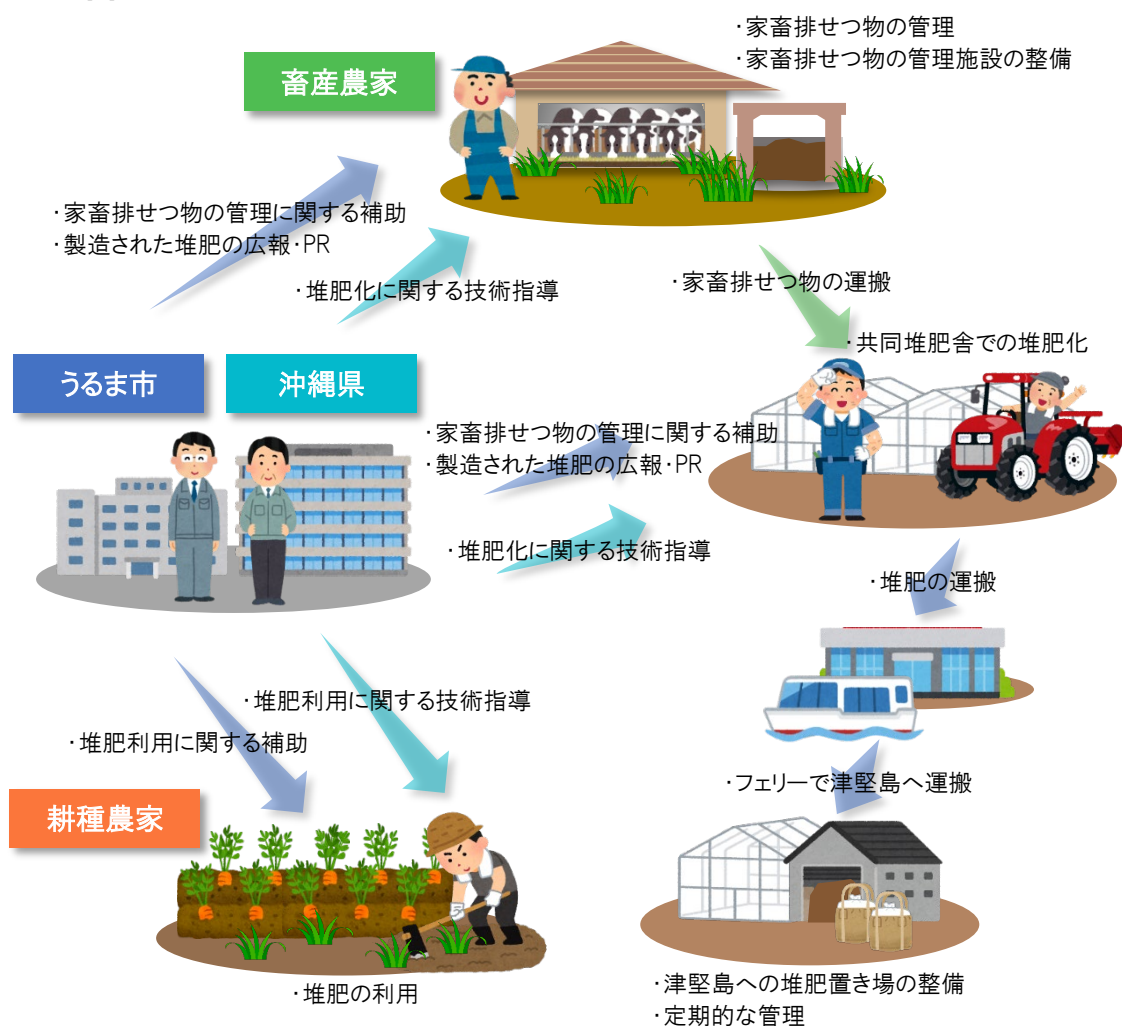 ・家畜排せつ物の管理
・家畜排せつ物の管理施設の整備
畜産農家
・家畜排せつ物の管理に関する補助
・製造された堆肥の広報・PR
・堆肥化に関する技術指導
・家畜排せつ物の運搬
・共同堆肥舎での堆肥化
うるま市
沖縄県
・家畜排せつ物の管理に関する補助
・製造された堆肥の広報・PR
・堆肥化に関する技術指導
・堆肥の運搬
・堆肥利用に関する技術指導
・堆肥利用に関する補助
・フェリーで津堅島へ運搬
耕種農家
・堆肥の利用
・津堅島への堆肥置き場の整備
・定期的な管理